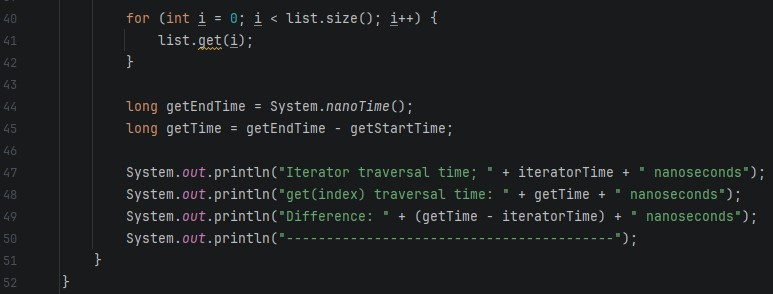 40 for (int i = 0; i < list.size(); i++) {
41 list.get(i);
42 }
43
44 long getEndTime = System.nanoTime();
45 long getTime = getEndTime - getStartTime;
46
47 System.out.println("Iterator traversal time; " + iteratorTime + " nanoseconds");
48 System.out.println("get(index) traversal time: " + getTime + " nanoseconds");
49 System.out.println("Difference: " + (getTime - iteratorTime) + " nanoseconds");
50 System.out.println("-----------------------------------------");
51 }
52 }